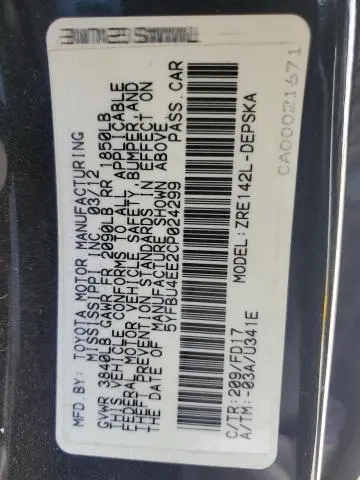 MFD.BY: TOYOTA MOTOR MANUFACTURING
MISSISSIPPI INC. 03/12
GVWR 3840LB GAWR FR 2090LB RR 1850LB
THIS VEHICLE CONFORMS TO ALL APPLICABLE
FEDERAL MOTOR VEHICLE SAFETY, BUMPER, AND
THEFT PREVENTION STANDARDS IN EFFECT ON
THE DATE OF MANUFACTURE SHOWN ABOVE
5YFBU4EE2CP024299 PASS.CAR
C/TR:209/FD17 MODEL:ZRE142L-DEPSKA
A/TM:-03A/U341E
CA00021671